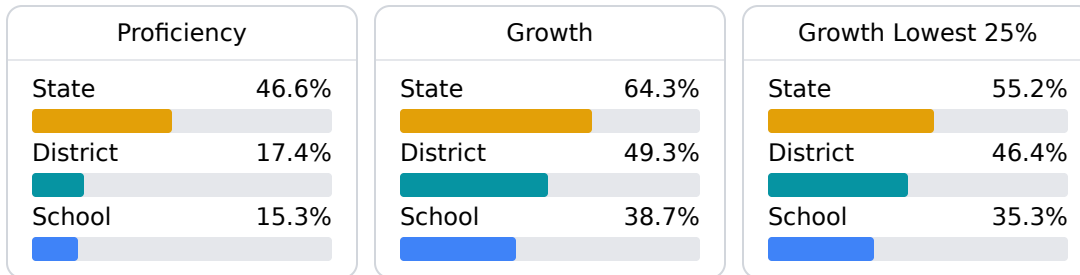 Proficiency
State 46.6%
District 17.4%
School 15.3%
Growth
State 64.3%
District 49.3%
School 38.7%
Growth Lowest 25%
State 55.2%
District 46.4%
School 35.3%